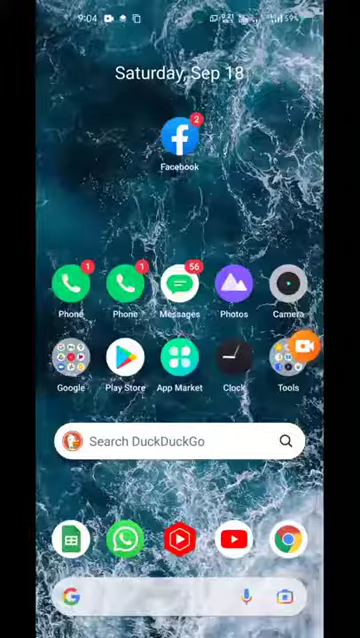 9:04
59%
Saturday, Sep 18
2
Facebook
1 1 56
Phone Phone Messages Photos Camera
Google Play Store App Market Clock Tools
Search DuckDuckGo